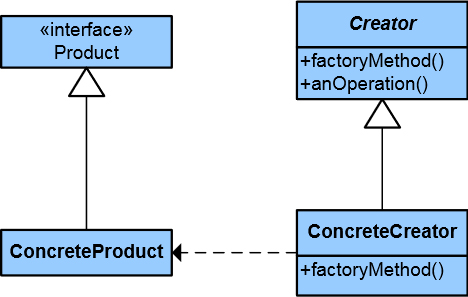 «interface»
Product
Creator
+factoryMethod()
+anOperation()
ConcreteProduct
ConcreteCreator
+factoryMethod()